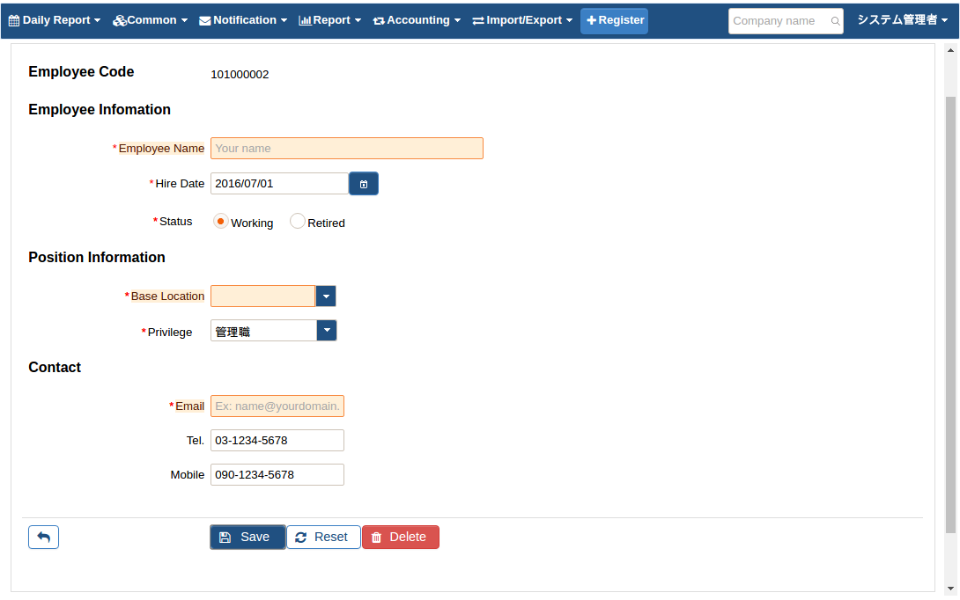 Daily Report Common Notification Report Accounting Import/Export Register Company name システム管理者
Employee Code 101000002
Employee Infomation
*Employee Name Your name
*Hire Date 2016/07/01
*Status Working Retired
Position Information
*Base Location
*Privilege 管理職
Contact
*Email Ex: name@yourdomain.
Tel. 03-1234-5678
Mobile 090-1234-5678
Save Reset Delete